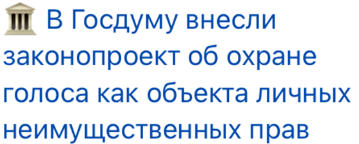 🏛 В Госдуму внесли
законопроект об охране
голоса как объекта личных
неимущественных прав